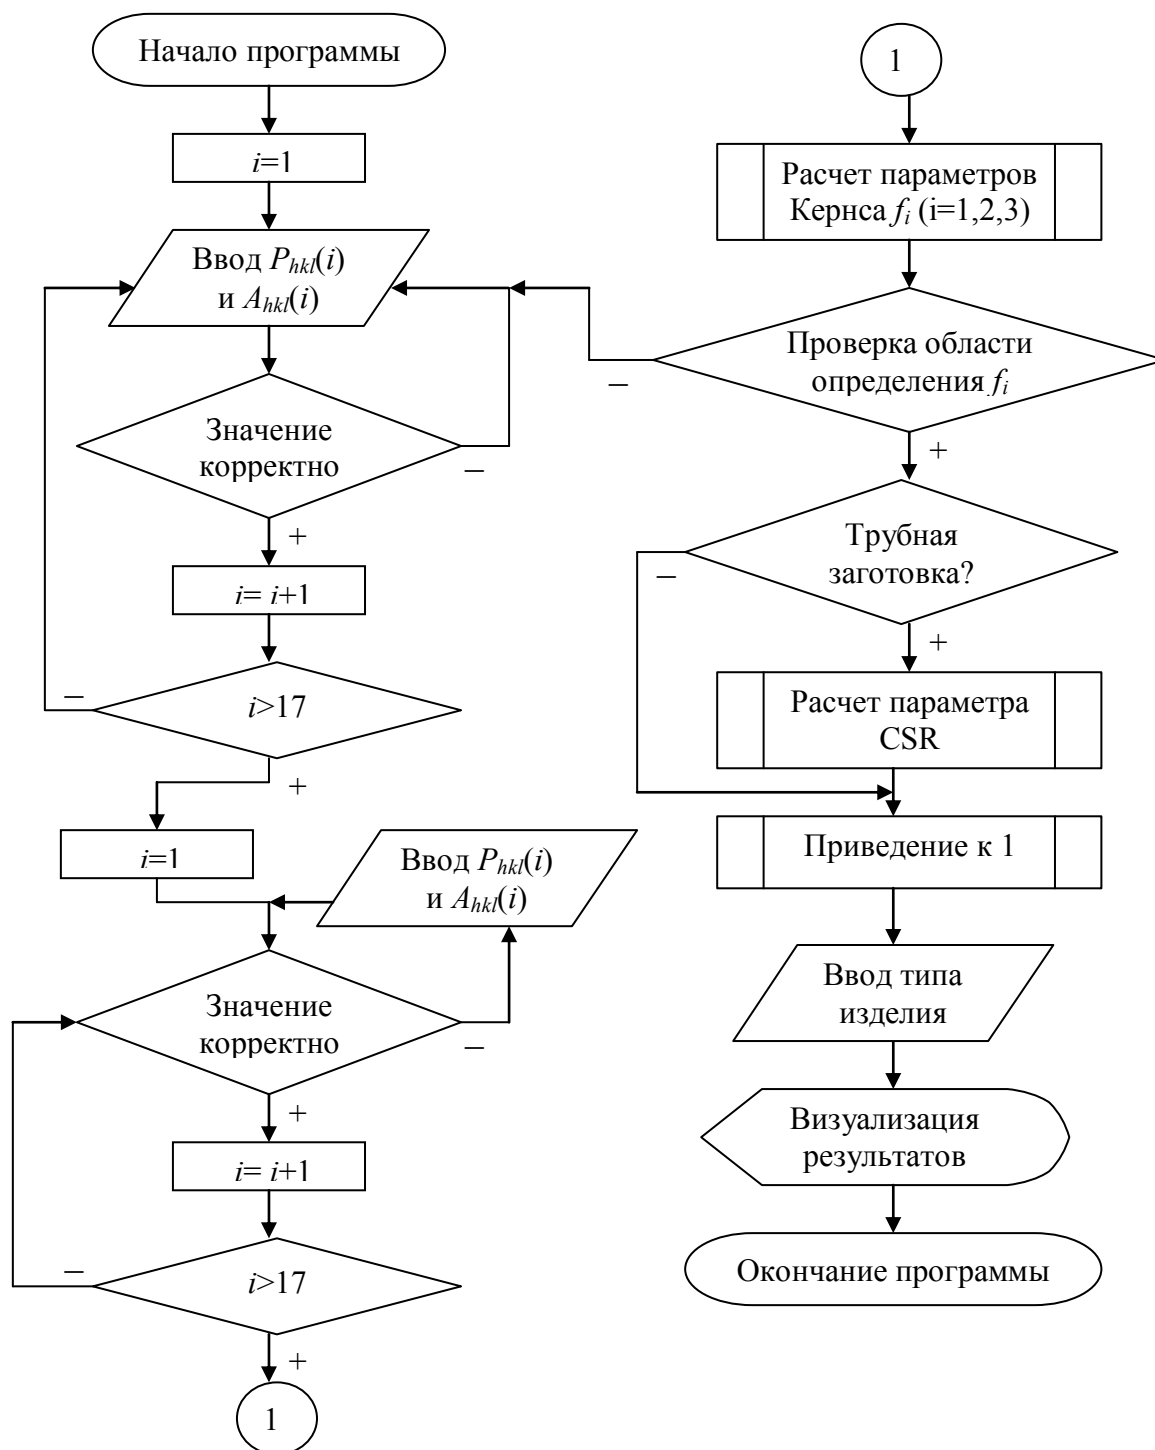 Начало программы
i=1
Ввод Phkl(i)
и Ahkl(i)
Значение
корректно
–
+
i= i+1
–
i>17
+
i=1
Ввод Phkl(i)
и Ahkl(i)
Значение
корректно
–
+
i= i+1
–
i>17
+
1
1
Расчет параметров
Кернса fi (i=1,2,3)
Проверка области
определения fi
–
+
Трубная
заготовка?
–
+
Расчет параметра
CSR
Приведение к 1
Ввод типа
изделия
Визуализация
результатов
Окончание программы